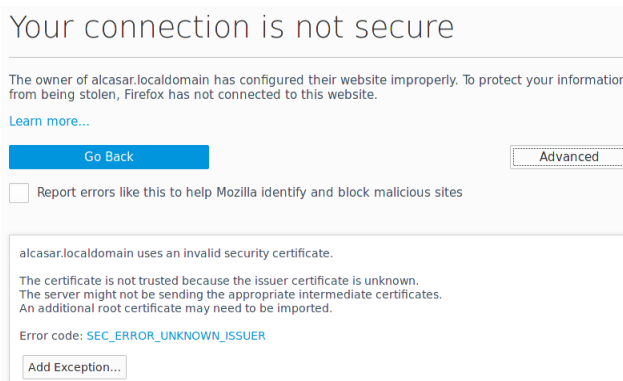 Your connection is not secure
The owner of alcasar.localdomain has configured their website improperly. To protect your information
from being stolen, Firefox has not connected to this website.
Learn more...
Go Back
Advanced
Report errors like this to help Mozilla identify and block malicious sites
alcasar.localdomain uses an invalid security certificate.
The certificate is not trusted because the issuer certificate is unknown.
The server might not be sending the appropriate intermediate certificates.
An additional root certificate may need to be imported.
Error code: SEC_ERROR_UNKNOWN_ISSUER
Add Exception...